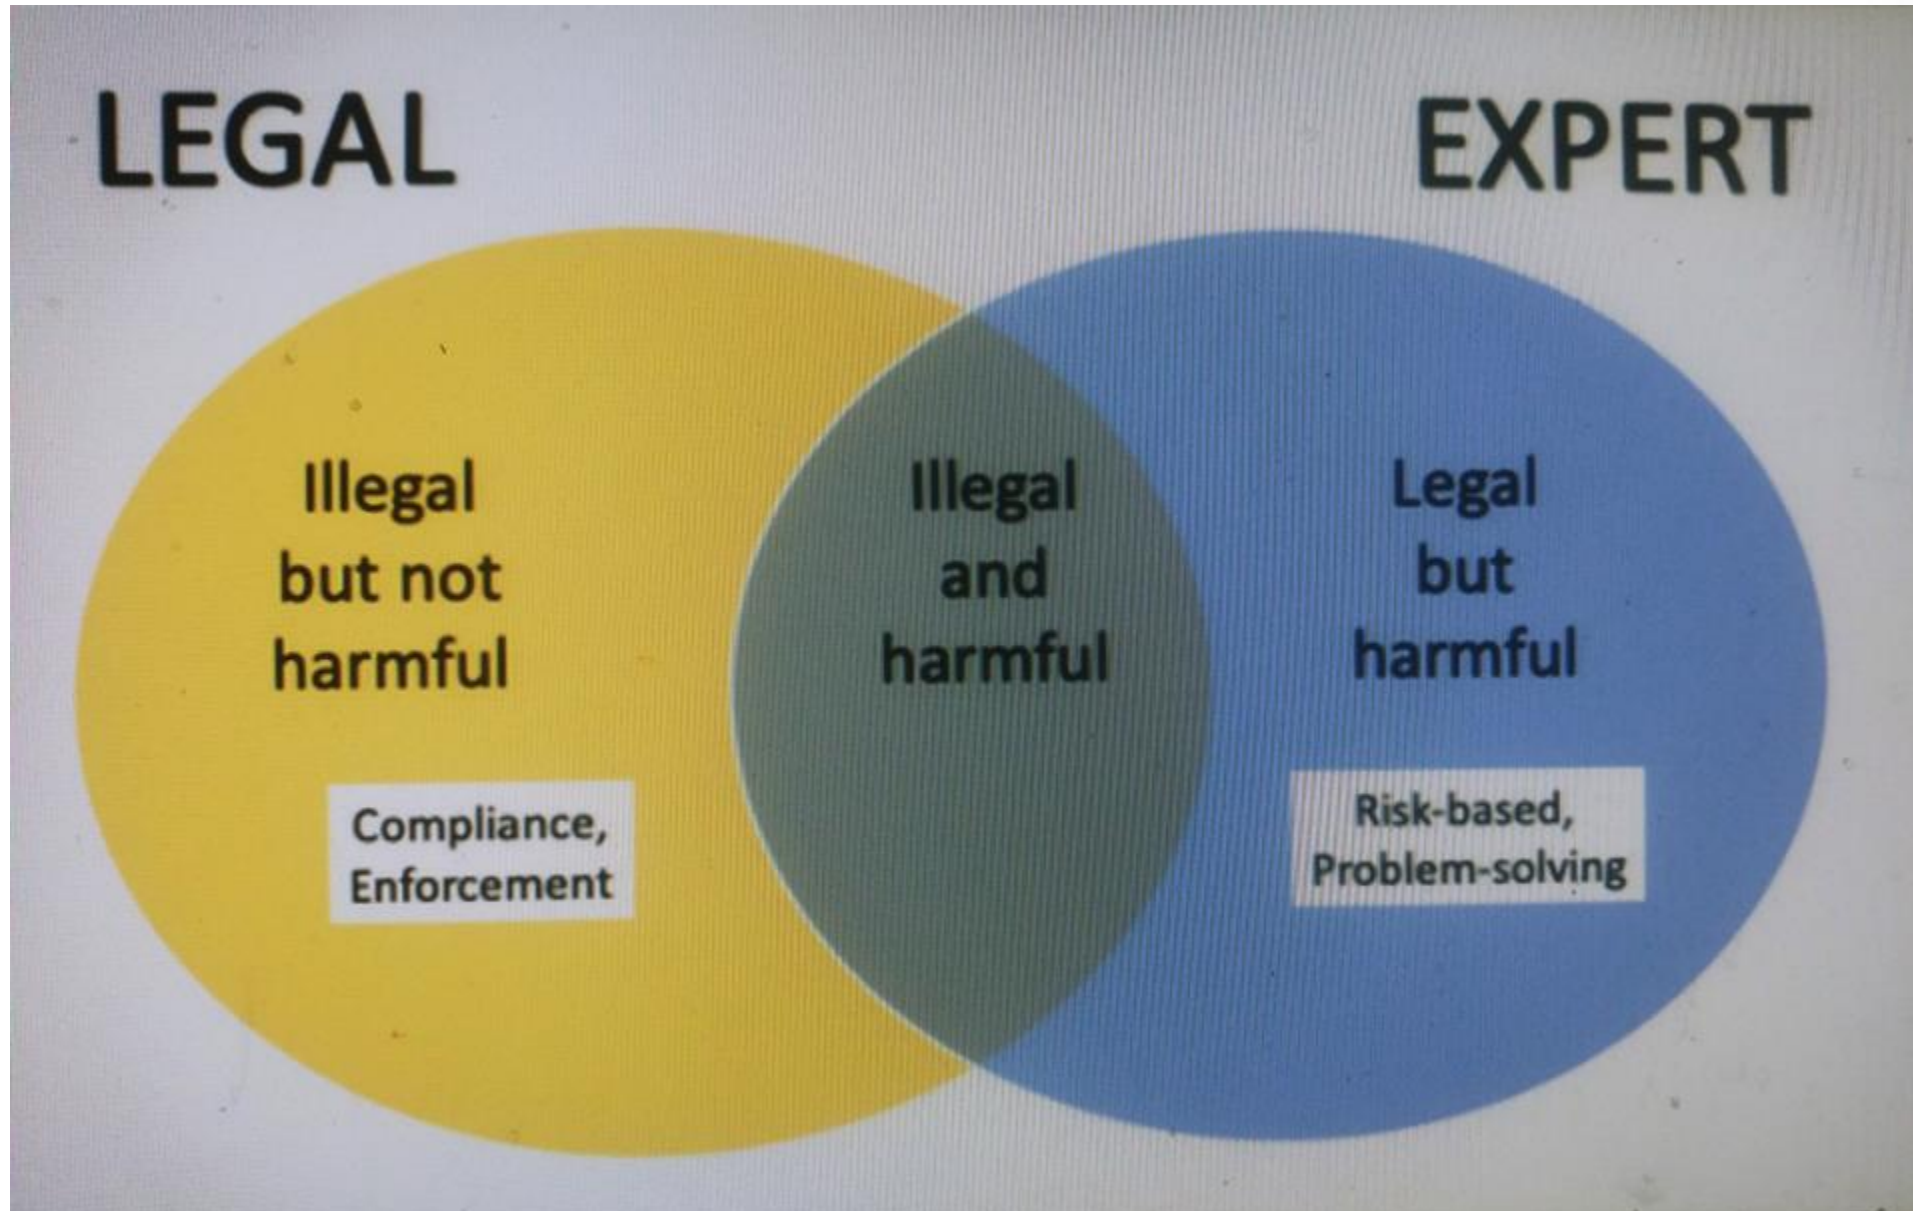 LEGAL
EXPERT
Illegal
but not
harmful
Compliance,
Enforcement
Illegal
and
harmful
Legal
but
harmful
Risk-based,
Problem-solving